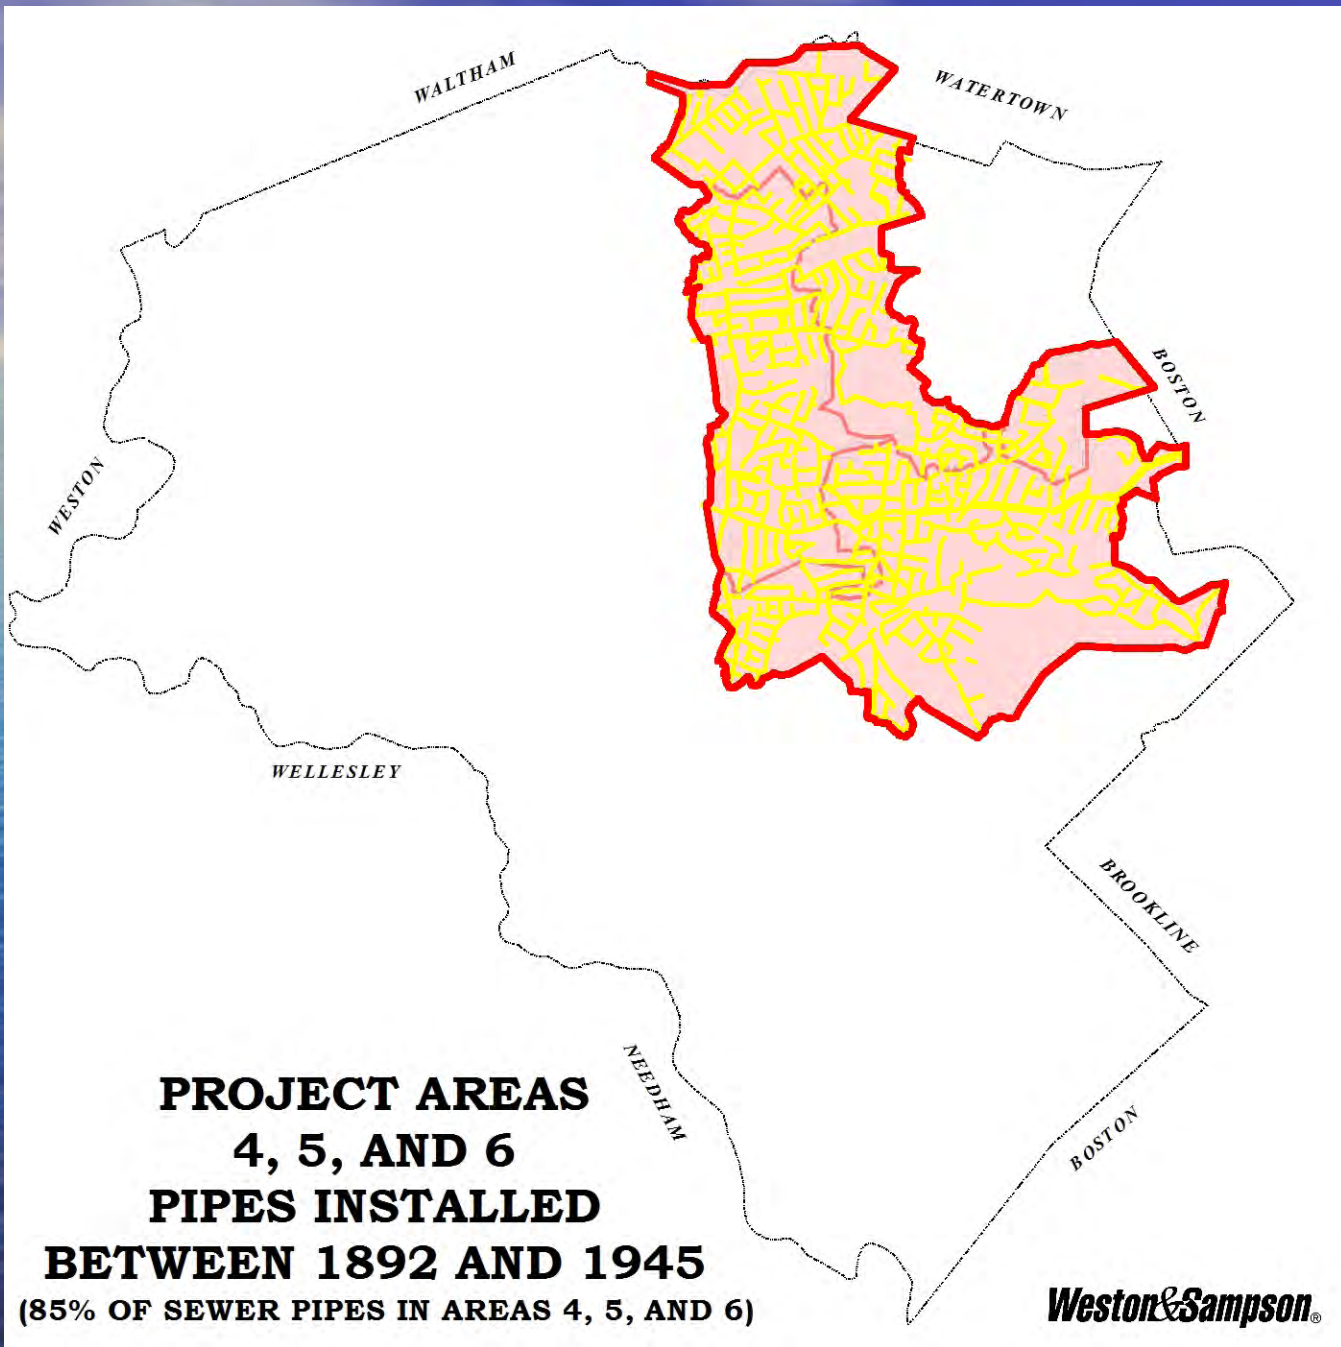 WALTHAM
WATERTOWN
BOSTON
WESTON
WELLESLEY
BROOKLINE
NEEDHAM
BOSTON
PROJECT AREAS
4, 5, AND 6
PIPES INSTALLED
BETWEEN 1892 AND 1945
(85% OF SEWER PIPES IN AREAS 4, 5, AND 6)
Weston&Sampson®